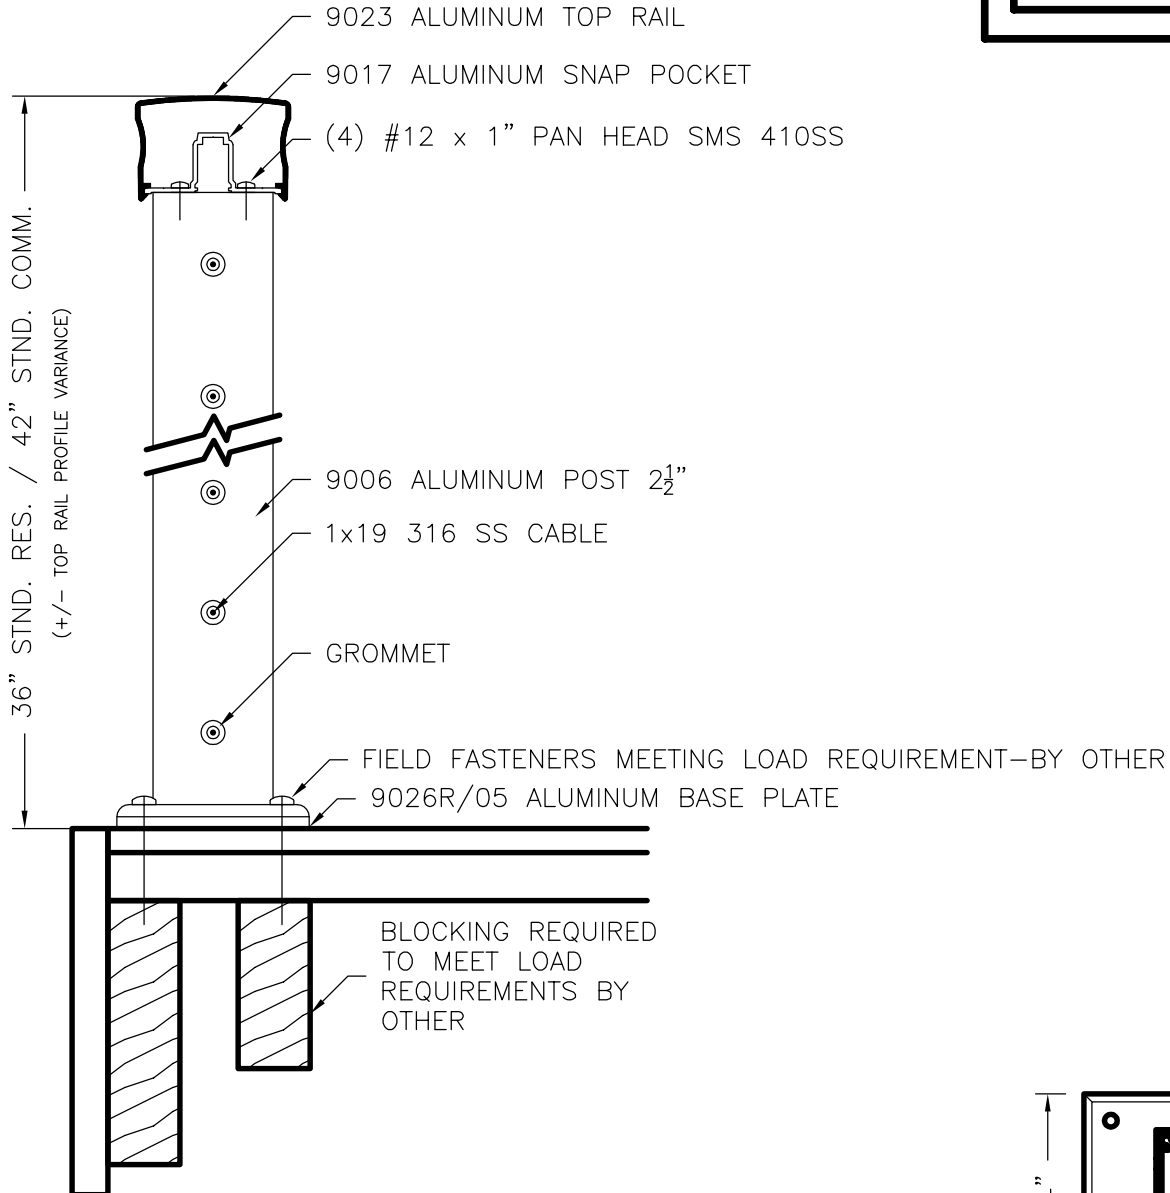 9023 ALUMINUM TOP RAIL
9017 ALUMINUM SNAP POCKET
(4) #12 x 1" PAN HEAD SMS 410SS
36" STND. RES. / 42" STND. COMM.
(+/- TOP RAIL PROFILE VARIANCE)
9006 ALUMINUM POST 2½"
1x19 316 SS CABLE
GROMMET
FIELD FASTENERS MEETING LOAD REQUIREMENT-BY OTHER
9026R/05 ALUMINUM BASE PLATE
BLOCKING REQUIRED
TO MEET LOAD
REQUIREMENTS BY
OTHER